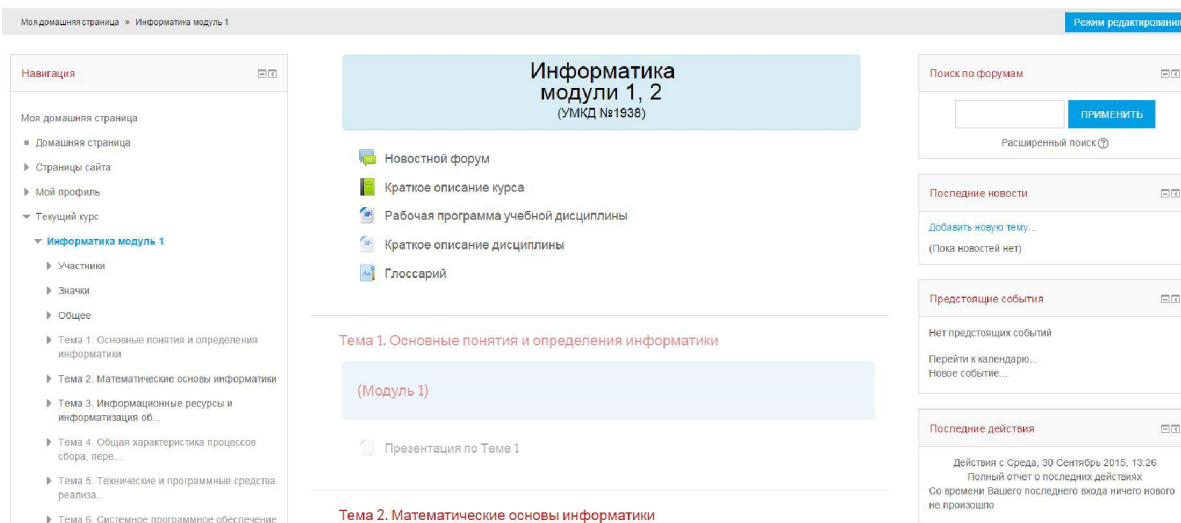 Моя домашняя страница » Информатика модуль 1
Режим редактирования
Навигация
Моя домашняя страница
Домашняя страница
Страницы сайта
Мой профиль
Текущий курс
Информатика модуль 1
Участники
Значки
Общее
Тема 1. Основные понятия и определения
информатики
Тема 2. Математические основы информатики
Тема 3. Информационные ресурсы и
информатизация об...
Тема 4. Общая характеристика процессов
сбора, пере...
Тема 5. Технические и программные средства
реализа...
Тема 6. Системное программное обеспечение
Информатика
модули 1, 2
(УМКД №1938)
Новостной форум
Краткое описание курса
Рабочая программа учебной дисциплины
Краткое описание дисциплины
Глоссарий
Тема 1. Основные понятия и определения информатики
(Модуль 1)
Презентация по Теме 1
Тема 2. Математические основы информатики
Поиск по форумам
ПРИМЕНИТЬ
Расширенный поиск
Последние новости
Добавить новую тему...
(Пока новостей нет)
Предстоящие события
Нет предстоящих событий
Перейти к календарю...
Новое событие...
Последние действия
Действия с Среда, 30 Сентябрь 2015, 13:26
Полный отчет о последних действиях
Со времени Вашего последнего входа ничего нового
не произошло